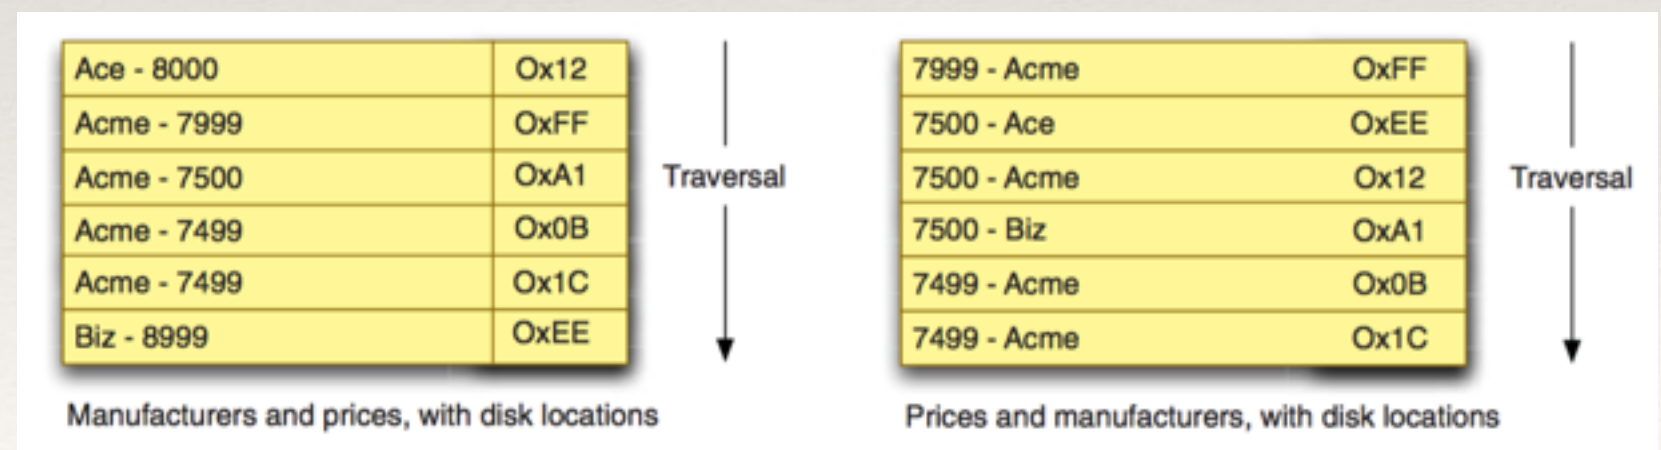 Ace - 8000 Ox12
Acme - 7999 OxFF
Acme - 7500 OxA1
Acme - 7499 Ox0B
Acme - 7499 Ox1C
Biz - 8999 OxEE
Traversal
Manufacturers and prices, with disk locations
7999 - Acme OxFF
7500 - Ace OxEE
7500 - Acme Ox12
7500 - Biz OxA1
7499 - Acme Ox0B
7499 - Acme Ox1C
Traversal
Prices and manufacturers, with disk locations